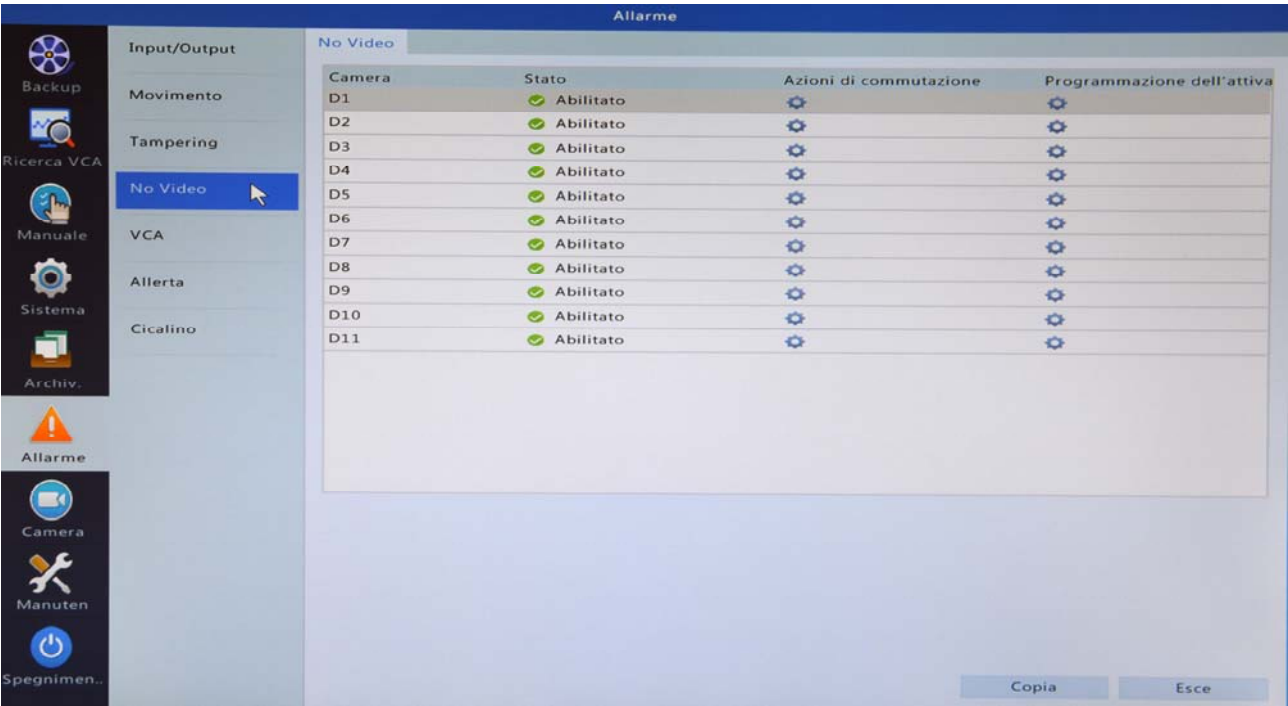 Allarme
Backup
Ricerca VCA
Manuale
Sistema
Archiv.
Allarme
Camera
Manuten
Spegnimen..
Input/Output
Movimento
Tampering
No Video
VCA
Allerta
Cicalino
No Video
Camera Stato Azioni di commutazione Programmazione dell'attiva
D1 Abilitato
D2 Abilitato
D3 Abilitato
D4 Abilitato
D5 Abilitato
D6 Abilitato
D7 Abilitato
D8 Abilitato
D9 Abilitato
D10 Abilitato
D11 Abilitato
Copia Esce